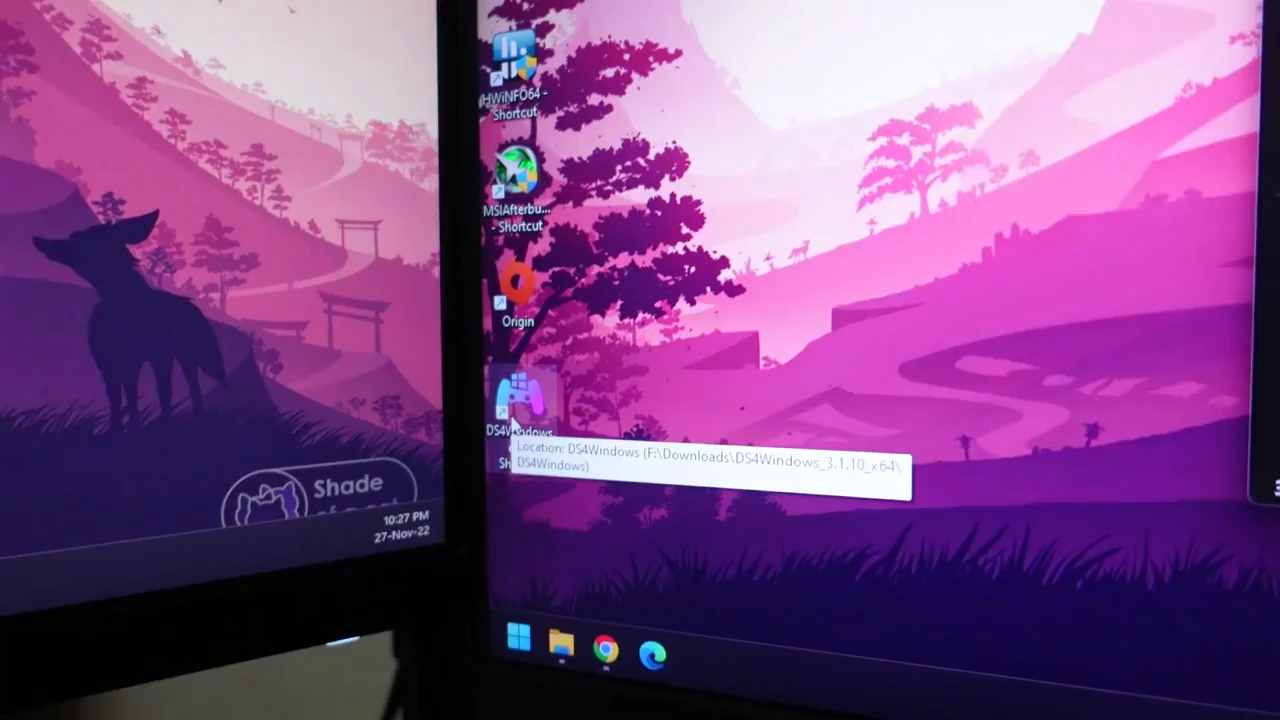 Shade
10:27 PM
27-Nov-22
HWiNFO64 -
Shortcut
MSIAfterbu...
- Shortcut
Origin
DS4Windows
Location: DS4Windows (F:\Downloads\DS4Windows_3.1.10_x64\
DS4Windows)